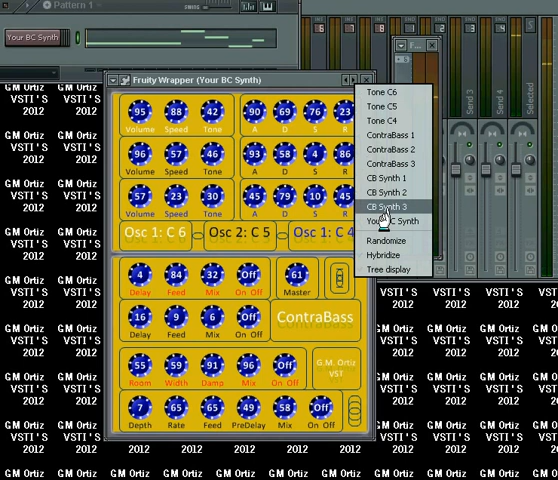 Pattern 1
SWING
Your BC Synth
Fruity Wrapper (Your BC Synth)
95 88 42 90 69 76 23
Volume Speed Tone A D S R
96 57 46 93 58 4 86
Volume Speed Tone A D S R
57 23 30 45 79 10 45
Volume Speed Tone A D S R
Osc 1: C 6 Osc 2: C 5 Osc 1: C 4
4 84 32 Off 61
Delay Feed Mix On Off Master
16 9 6 Off
Delay Feed Mix On Off
ContraBass
55 59 91 96 Off
Room Width Damp Mix On Off
G.M. Ortiz
VST
7 65 65 49 58 Off
Depth Rate Feed PreDelay Mix On Off
Tone C6
Tone C5
Tone C4
ContraBass 1
ContraBass 2
ContraBass 3
CB Synth 1
CB Synth 2
CB Synth 3
Randomize
Hybridize
Tree display
Send 3
Send 4
Selected
GM Ortiz
VSTI'S
2012